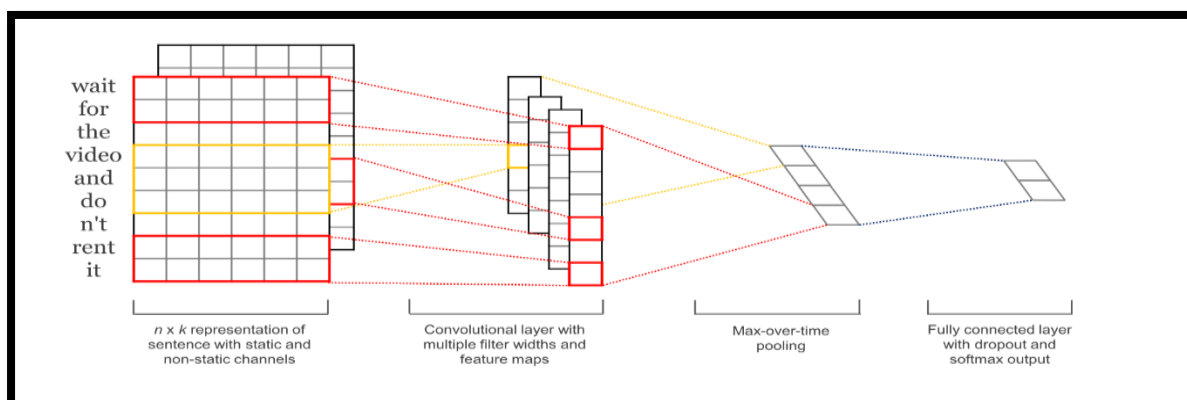 wait
for
the
video
and
do
n't
rent
it
n x k representation of
sentence with static and
non-static channels
Convolutional layer with
multiple filter widths and
feature maps
Max-over-time
pooling
Fully connected layer
with dropout and
softmax output